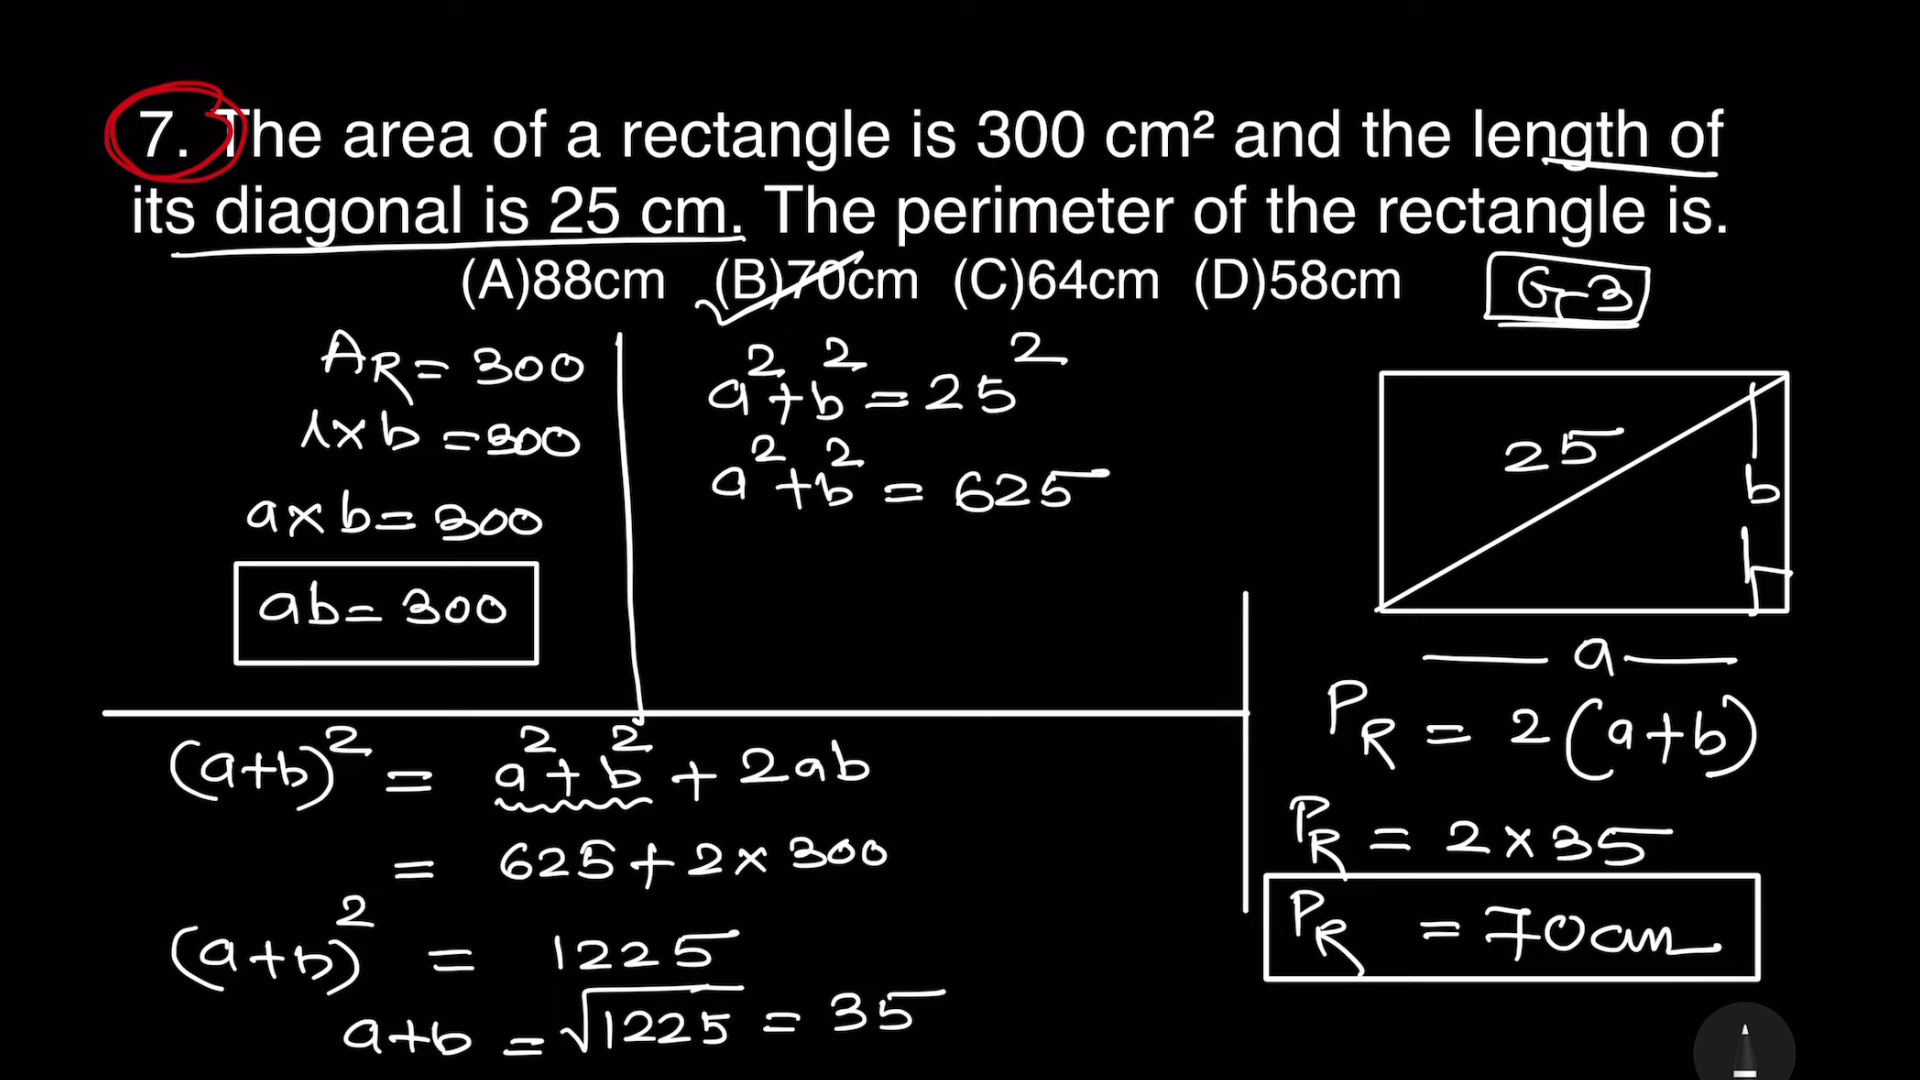 7. The area of a rectangle is 300 cm² and the length of
its diagonal is 25 cm. The perimeter of the rectangle is.
(A)88cm (B)70cm (C)64cm (D)58cm
G-3
A_R = 300
l×b = 300
a×b = 300
ab = 300
a²+b² = 25²
a²+b² = 625
25
b
a
(a+b)² = a²+b² + 2ab
= 625 + 2×300
(a+b)² = 1225
a+b = √1225 = 35
P_R = 2(a+b)
P_R = 2×35
P_R = 70cm